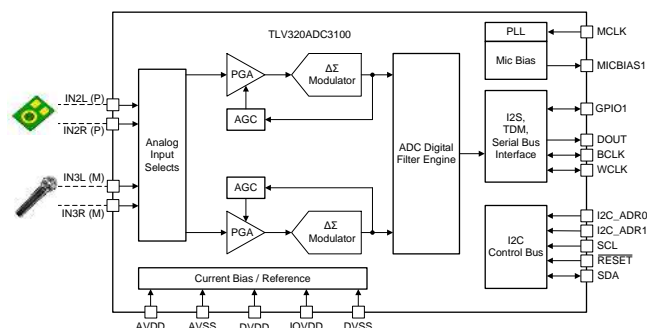 TLV320ADC3100
PLL
Mic Bias
MCLK
MICBIAS1
IN2L (P)
IN2R (P)
IN3L (M)
IN3R (M)
Analog
Input
Selects
PGA
AGC
ΔΣ
Modulator
AGC
PGA
ΔΣ
Modulator
ADC Digital
Filter Engine
I2S,
TDM,
Serial Bus
Interface
GPIO1
DOUT
BCLK
WCLK
I2C
Control Bus
I2C_ADR0
I2C_ADR1
SCL
RESET
SDA
Current Bias / Reference
AVDD
AVSS
DVDD
IOVDD
DVSS